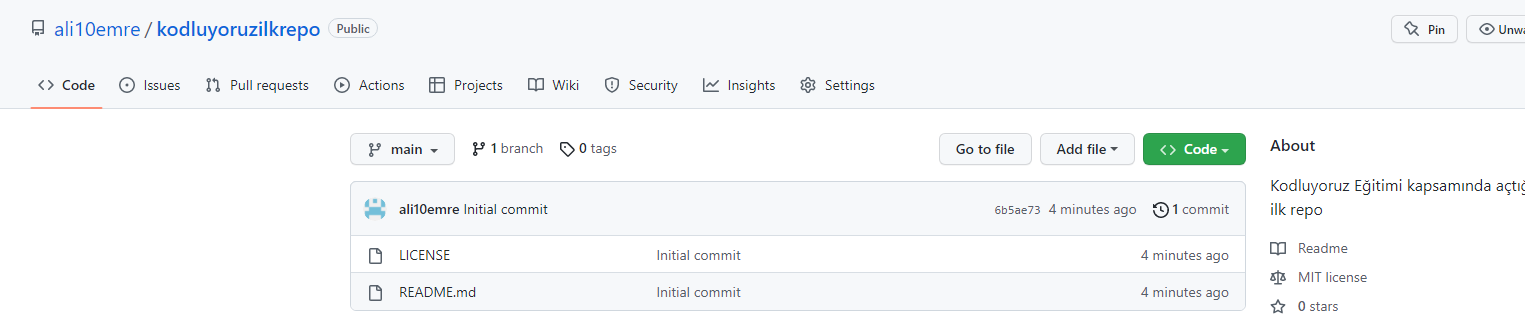 ali10emre / kodluyoruzilkrepo Public
Pin
Code Issues Pull requests Actions Projects Wiki Security Insights Settings
main 1 branch 0 tags Go to file Add file Code
About
Kodluyoruz Eğitimi kapsamında
ilk repo
ali10emre Initial commit 6b5ae73 4 minutes ago 1 commit
LICENSE Initial commit 4 minutes ago
README.md Initial commit 4 minutes ago
Readme
MIT license
0 stars